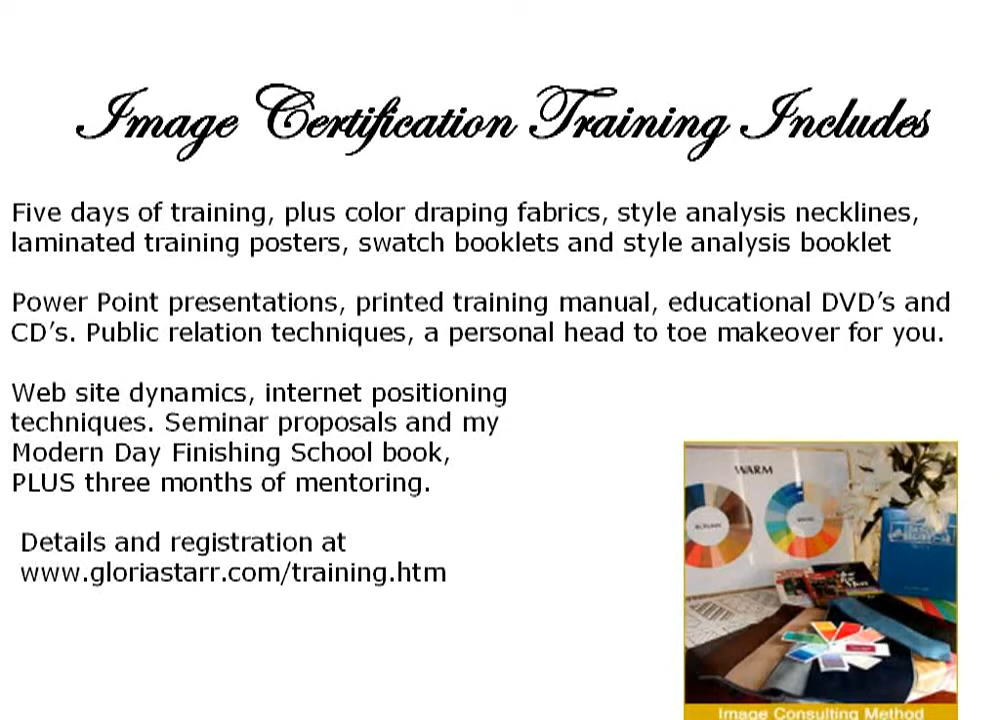 Image Certification Training Includes
Five days of training, plus color draping fabrics, style analysis necklines,
laminated training posters, swatch booklets and style analysis booklet
Power Point presentations, printed training manual, educational DVD’s and
CD’s. Public relation techniques, a personal head to toe makeover for you.
Web site dynamics, internet positioning
techniques. Seminar proposals and my
Modern Day Finishing School book,
PLUS three months of mentoring.
Details and registration at
www.gloriastarr.com/training.htm
WARM
AUTUMN
Image Consulting Method